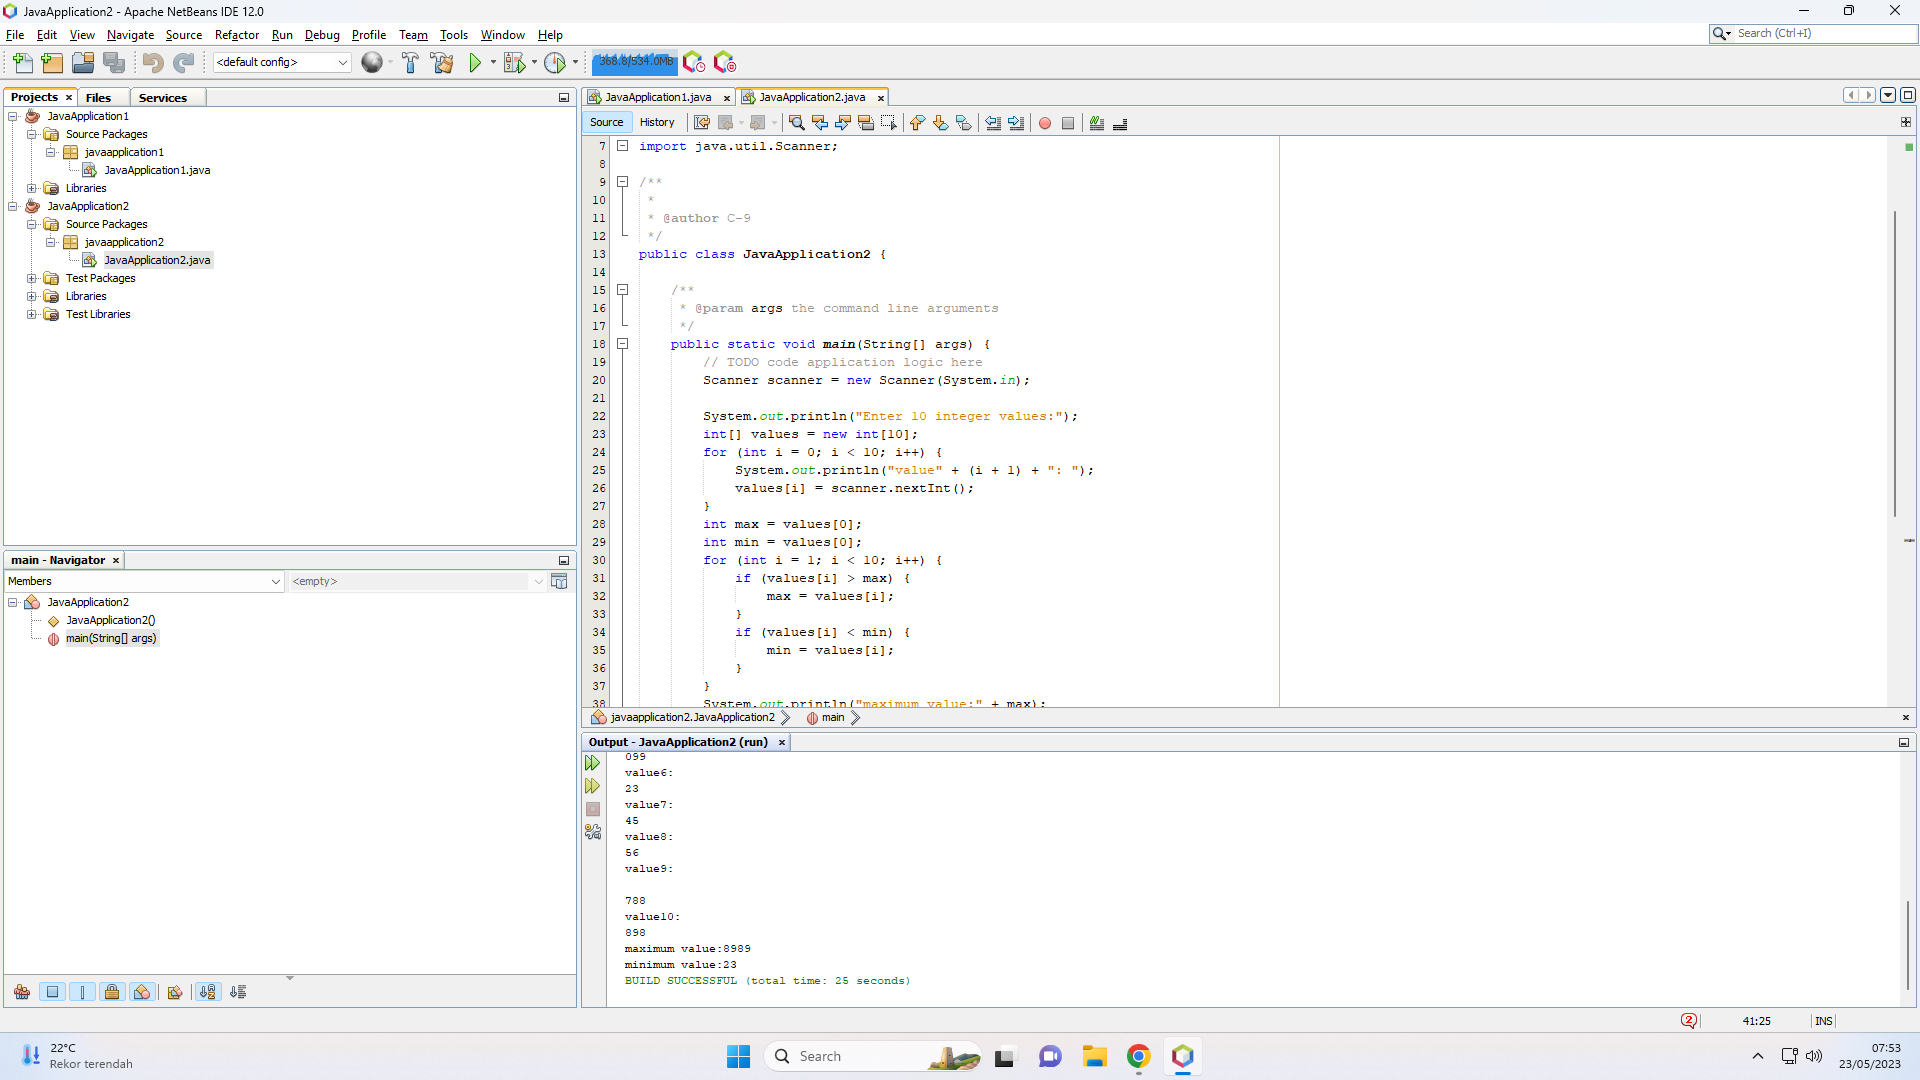 JavaApplication2 - Apache NetBeans IDE 12.0
File Edit View Navigate Source Refactor Run Debug Profile Team Tools Window Help
Search (Ctrl+I)
<default config>
368.8/534.0MB
Projects × Files Services
JavaApplication1
Source Packages
javaapplication1
JavaApplication1.java
Libraries
JavaApplication2
Source Packages
javaapplication2
JavaApplication2.java
Test Packages
Libraries
Test Libraries
main - Navigator ×
Members <empty>
JavaApplication2
JavaApplication2()
main(String[] args)
JavaApplication1.java × JavaApplication2.java ×
Source History
7 import java.util.Scanner;
8
9 /**
10 *
11 * @author C-9
12 */
13 public class JavaApplication2 {
14
15 /**
16 * @param args the command line arguments
17 */
18 public static void main(String[] args) {
19 // TODO code application logic here
20 Scanner scanner = new Scanner(System.in);
21
22 System.out.println("Enter 10 integer values:");
23 int[] values = new int[10];
24 for (int i = 0; i < 10; i++) {
25 System.out.println("value" + (i + 1) + ": ");
26 values[i] = scanner.nextInt();
27 }
28 int max = values[0];
29 int min = values[0];
30 for (int i = 1; i < 10; i++) {
31 if (values[i] > max) {
32 max = values[i];
33 }
34 if (values[i] < min) {
35 min = values[i];
36 }
37 }
38 System.out.println("maximum value:" + max);
javaapplication2.JavaApplication2 main
Output - JavaApplication2 (run) ×
099
value6:
23
value7:
45
value8:
56
value9:
788
value10:
898
maximum value:8989
minimum value:23
BUILD SUCCESSFUL (total time: 25 seconds)
2 41:25 INS
22°C
Rekor terendah
Search
07:53
23/05/2023